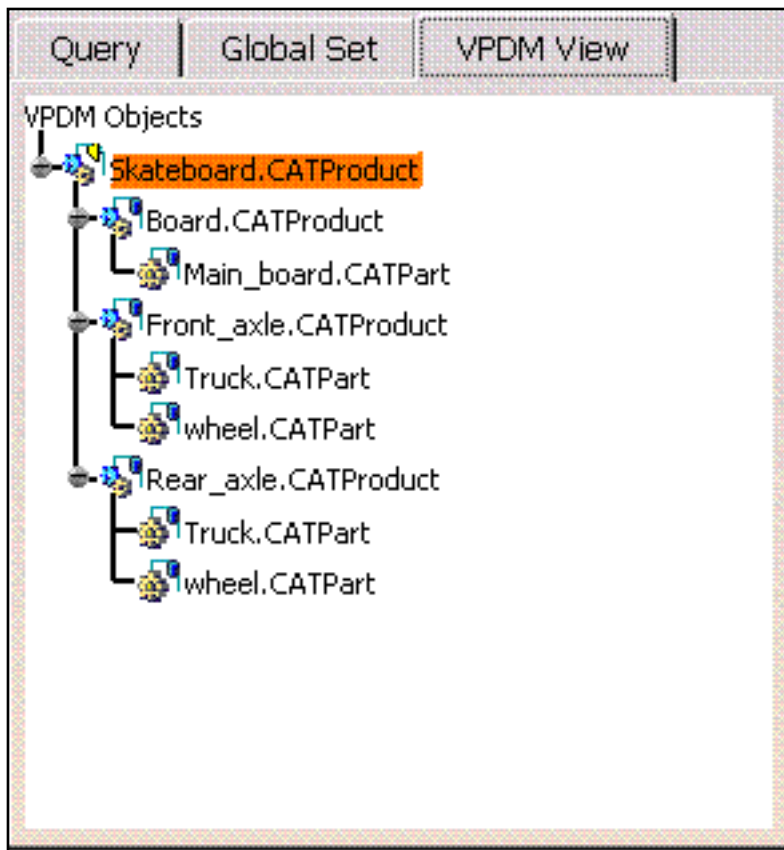 Query Global Set VPDM View
VPDM Objects
Skateboard.CATProduct
Board.CATProduct
Main_board.CATPart
Front_axle.CATProduct
Truck.CATPart
wheel.CATPart
Rear_axle.CATProduct
Truck.CATPart
wheel.CATPart